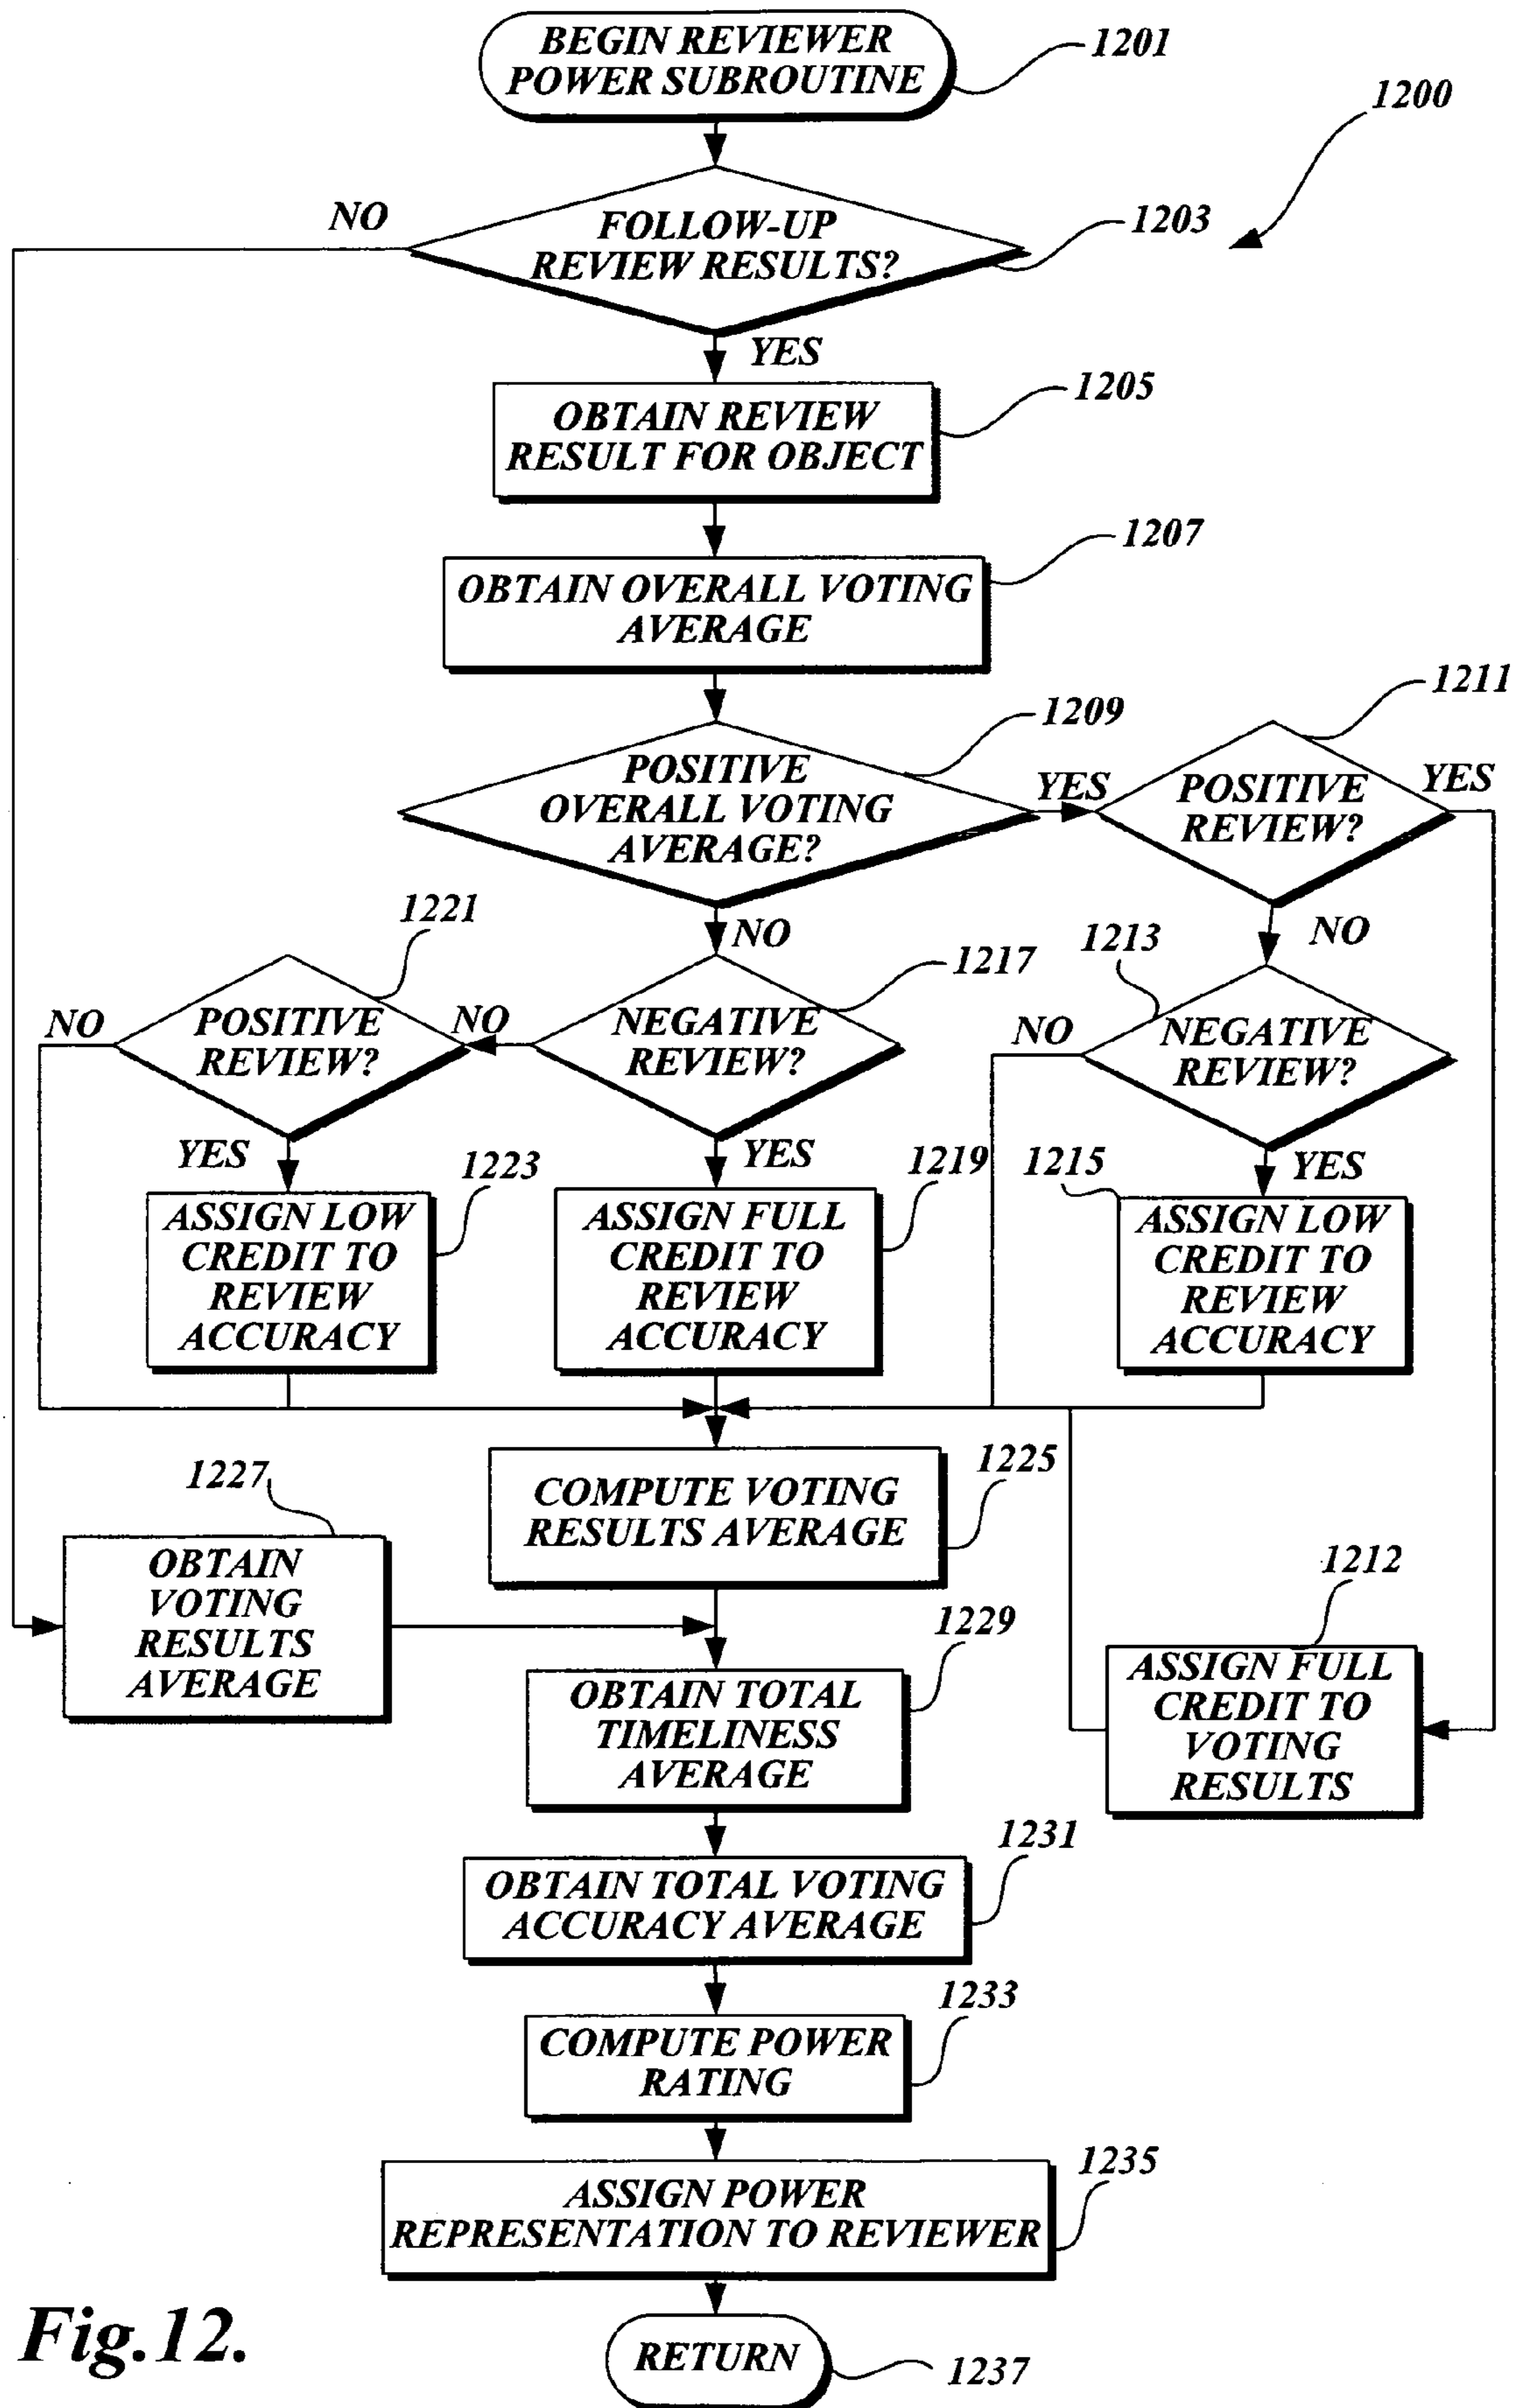 BEGIN REVIEWER
POWER SUBROUTINE
1201
1200
FOLLOW-UP
REVIEW RESULTS?
1203
NO
YES
OBTAIN REVIEW
RESULT FOR OBJECT
1205
OBTAIN OVERALL VOTING
AVERAGE
1207
POSITIVE
OVERALL VOTING
AVERAGE?
1209
YES
POSITIVE
REVIEW?
1211
YES
NO
NO
1221
POSITIVE
REVIEW?
NO
NO
NEGATIVE
REVIEW?
1217
1213
NEGATIVE
REVIEW?
NO
YES
YES
YES
ASSIGN LOW
CREDIT TO
REVIEW
ACCURACY
1223
ASSIGN FULL
CREDIT TO
REVIEW
ACCURACY
1219
1215
ASSIGN LOW
CREDIT TO
REVIEW
ACCURACY
COMPUTE VOTING
RESULTS AVERAGE
1225
1227
OBTAIN
VOTING
RESULTS
AVERAGE
1212
ASSIGN FULL
CREDIT TO
VOTING
RESULTS
OBTAIN TOTAL
TIMELINESS
AVERAGE
1229
OBTAIN TOTAL VOTING
ACCURACY AVERAGE
1231
COMPUTE POWER
RATING
1233
ASSIGN POWER
REPRESENTATION TO REVIEWER
1235
RETURN
1237
Fig.12.